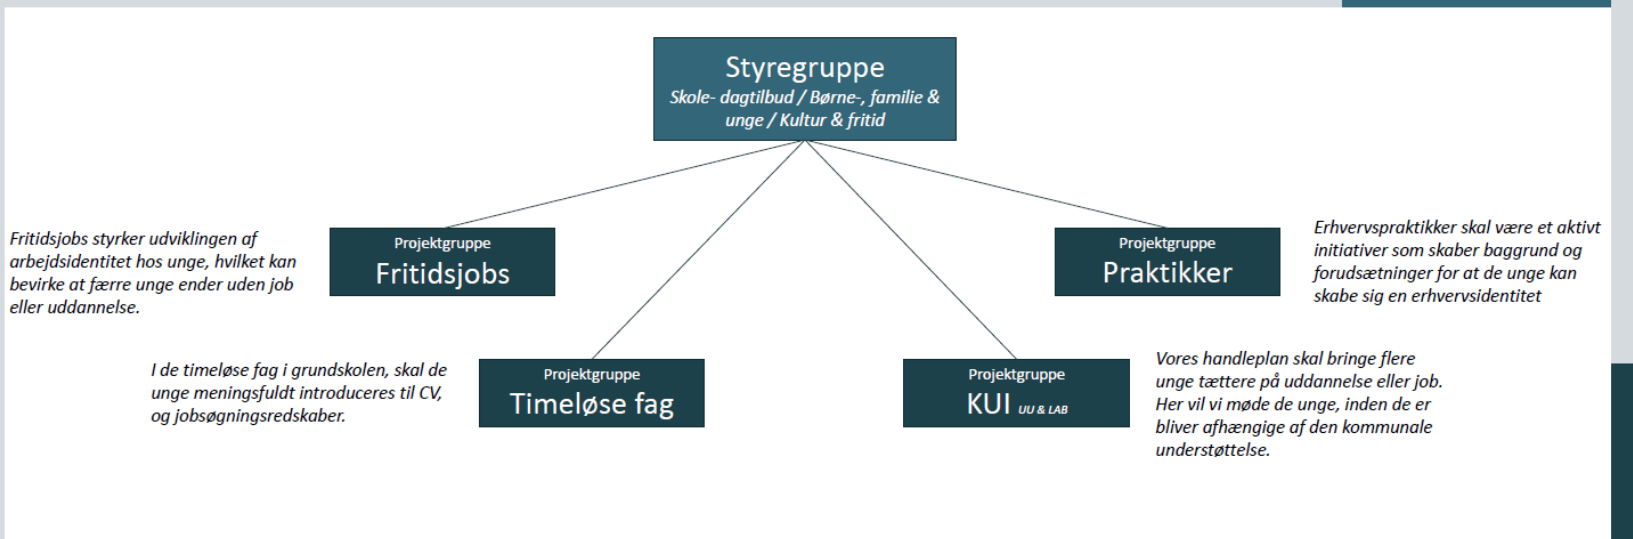 Styregruppe
Skole- dagtilbud / Børne-, familie &
unge / Kultur & fritid
Fritidsjobs styrker udviklingen af
arbejdsidentitet hos unge, hvilket kan
bevirke at færre unge ender uden job
eller uddannelse.
Projektgruppe
Fritidsjobs
Projektgruppe
Praktikker
Erhvervspraktikker skal være et aktivt
initiativer som skaber baggrund og
forudsætninger for at de unge kan
skabe sig en erhvervsidentitet
I de timeløse fag i grundskolen, skal de
unge meningsfuldt introduceres til CV,
og jobsøgningsredskaber.
Projektgruppe
Timeløse fag
Projektgruppe
KUI UU & LAB
Vores handleplan skal bringe flere
unge tættere på uddannelse eller job.
Her vil vi møde de unge, inden de er
bliver afhængige af den kommunale
understøttelse.